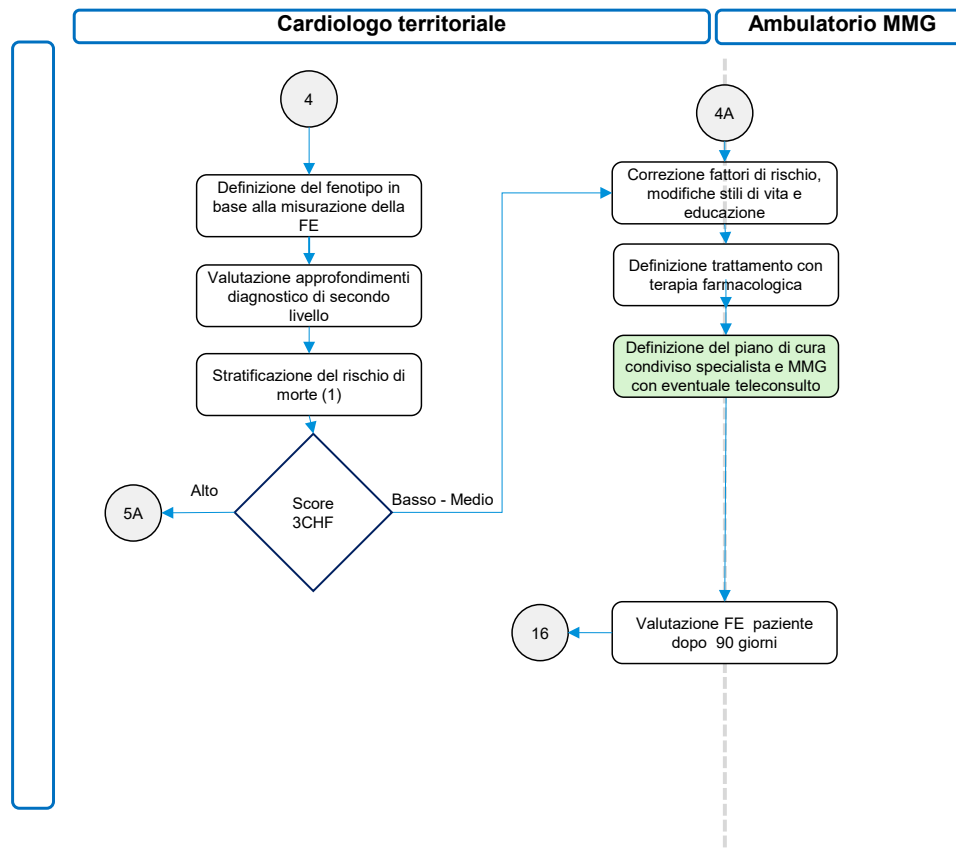 Cardiologo territoriale
Ambulatorio MMG
4
4A
Definizione del fenotipo in
base alla misurazione della
FE
Valutazione approfondimenti
diagnostico di secondo
livello
Stratificazione del rischio di
morte (1)
Score
3CHF
Alto
Basso - Medio
5A
Correzione fattori di rischio,
modifiche stili di vita e
educazione
Definizione trattamento con
terapia farmacologica
Definizione del piano di cura
condiviso specialista e MMG
con eventuale teleconsulto
Valutazione FE paziente
dopo 90 giorni
16